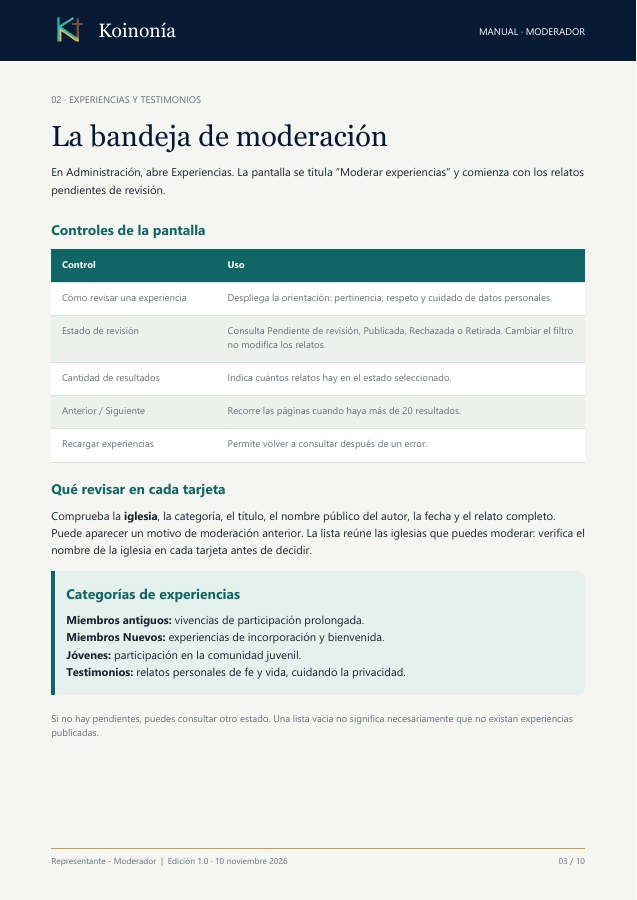 Koinonía
MANUAL · MODERADOR
02 · EXPERIENCIAS Y TESTIMONIOS
La bandeja de moderación
En Administración, abre Experiencias. La pantalla se titula “Moderar experiencias” y comienza con los relatos
pendientes de revisión.
Controles de la pantalla
Control Uso
Cómo revisar una experiencia Despliega la orientación: pertinencia, respeto y cuidado de datos personales.
Estado de revisión Consulta Pendiente de revisión, Publicada, Rechazada o Retirada. Cambiar el filtro
no modifica los relatos.
Cantidad de resultados Indica cuántos relatos hay en el estado seleccionado.
Anterior / Siguiente Recorre las páginas cuando haya más de 20 resultados.
Recargar experiencias Permite volver a consultar después de un error.
Qué revisar en cada tarjeta
Comprueba la iglesia, la categoría, el título, el nombre público del autor, la fecha y el relato completo.
Puede aparecer un motivo de moderación anterior. La lista reúne las iglesias que puedes moderar: verifica el
nombre de la iglesia en cada tarjeta antes de decidir.
Categorías de experiencias
Miembros antiguos: vivencias de participación prolongada.
Miembros Nuevos: experiencias de incorporación y bienvenida.
Jóvenes: participación en la comunidad juvenil.
Testimonios: relatos personales de fe y vida, cuidando la privacidad.
Si no hay pendientes, puedes consultar otro estado. Una lista vacia no significa necesariamente que no existan experiencias
publicadas.
Representante - Moderador | Edición 1.0 · 10 noviembre 2026
03 / 10